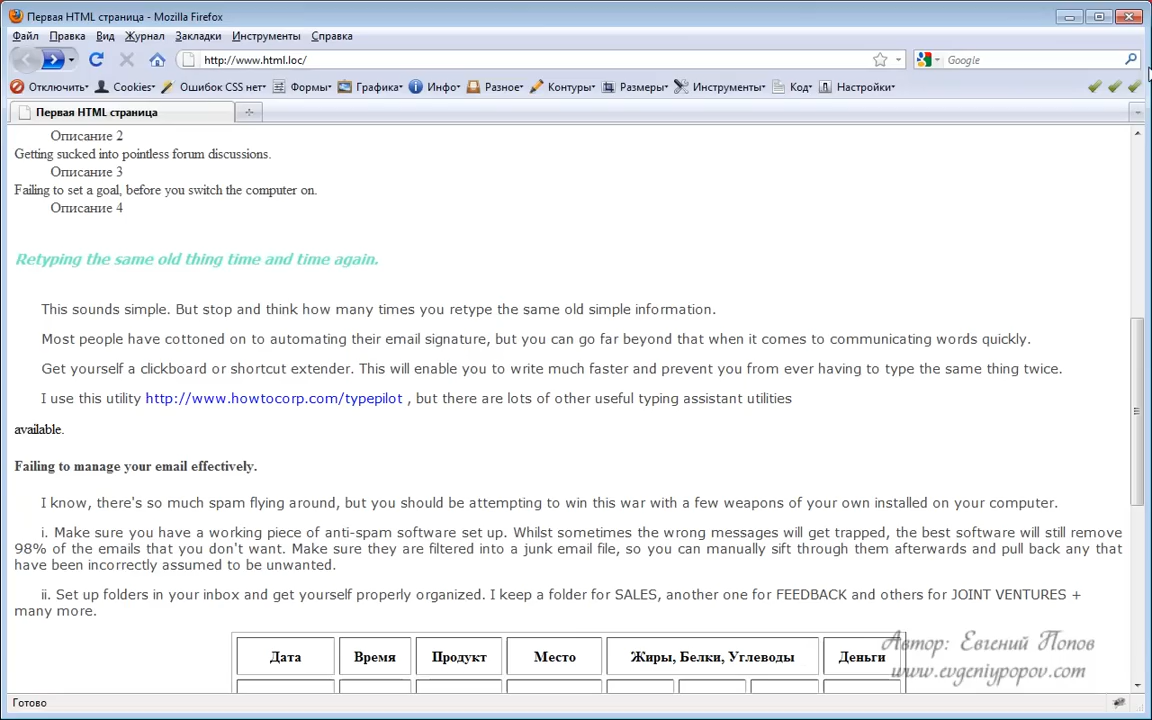 Первая HTML страница - Mozilla Firefox
Файл Правка Вид Журнал Закладки Инструменты Справка
http://www.html.loc/
Google
Отключить Cookies Ошибок CSS нет Формы Графика Инфо Разное Контуры Размеры Инструменты Код Настройки
Первая HTML страница
Описание 2
Getting sucked into pointless forum discussions.
Описание 3
Failing to set a goal, before you switch the computer on.
Описание 4
Retyping the same old thing time and time again.
This sounds simple. But stop and think how many times you retype the same old simple information.
Most people have cottoned on to automating their email signature, but you can go far beyond that when it comes to communicating words quickly.
Get yourself a clickboard or shortcut extender. This will enable you to write much faster and prevent you from ever having to type the same thing twice.
I use this utility http://www.howtocorp.com/typepilot , but there are lots of other useful typing assistant utilities
available.
Failing to manage your email effectively.
I know, there's so much spam flying around, but you should be attempting to win this war with a few weapons of your own installed on your computer.
i. Make sure you have a working piece of anti-spam software set up. Whilst sometimes the wrong messages will get trapped, the best software will still remove
98% of the emails that you don't want. Make sure they are filtered into a junk email file, so you can manually sift through them afterwards and pull back any that
have been incorrectly assumed to be unwanted.
ii. Set up folders in your inbox and get yourself properly organized. I keep a folder for SALES, another one for FEEDBACK and others for JOINT VENTURES +
many more.
Дата Время Продукт Место Жиры, Белки, Углеводы Деньги
Автор: Евгений Попов
www.evgeniypopov.com
Готово